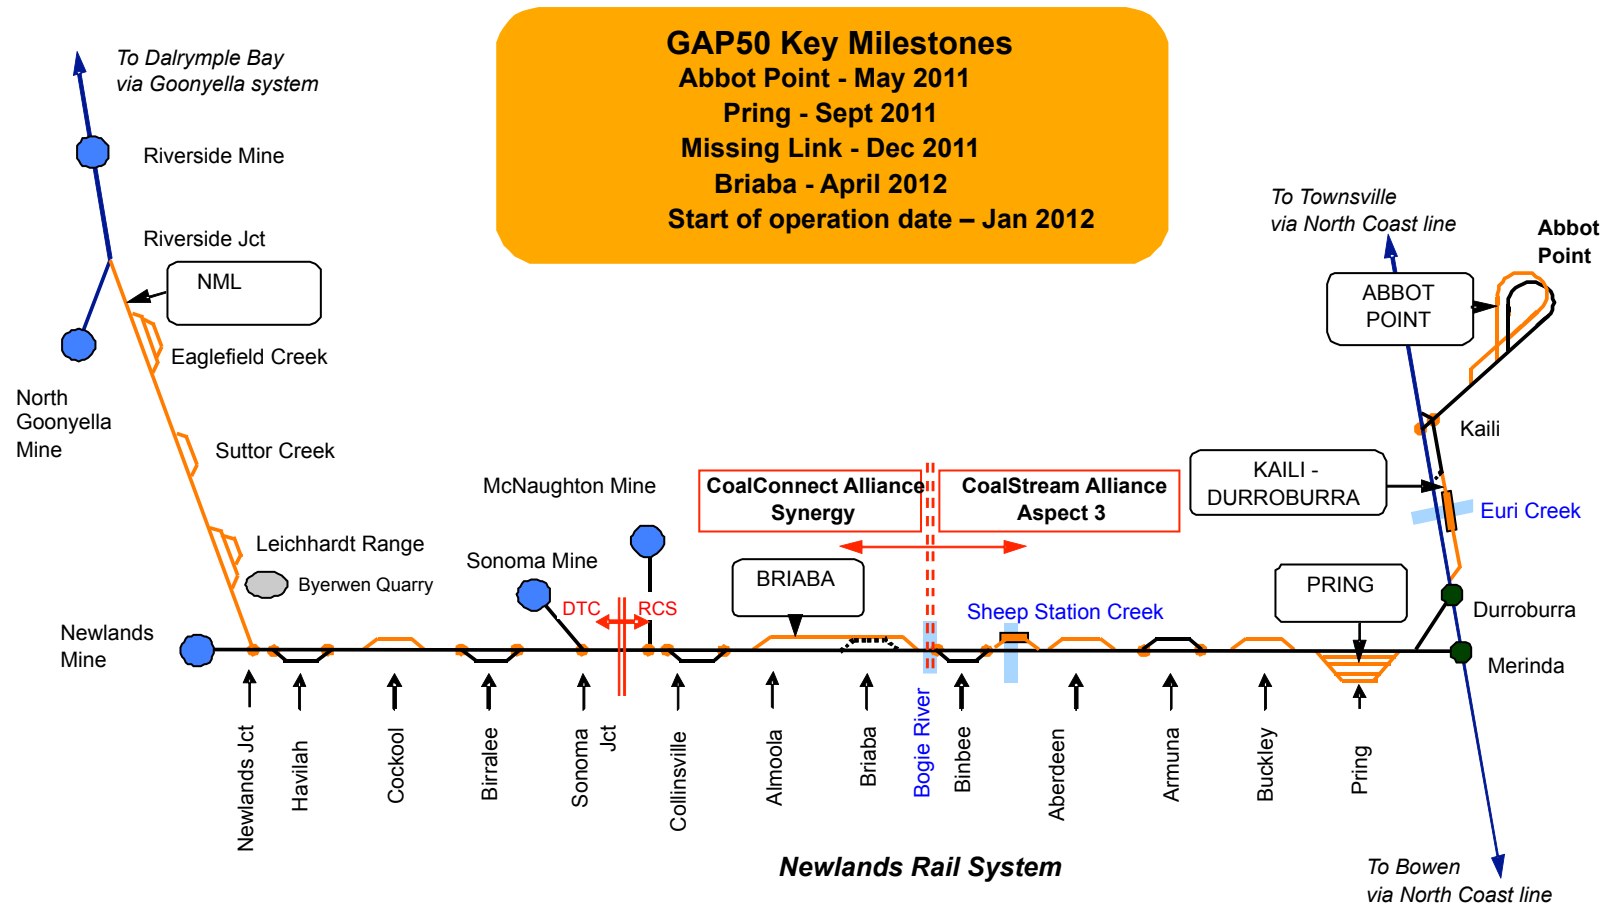 GAP50 Key Milestones
Abbot Point - May 2011
Pring - Sept 2011
Missing Link - Dec 2011
Briaba - April 2012
Start of operation date – Jan 2012
To Dalrymple Bay
via Goonyella system
Riverside Mine
Riverside Jct
NML
Eaglefield Creek
North
Goonyella
Mine
Suttor Creek
Leichhardt Range
Byerwen Quarry
Newlands
Mine
McNaughton Mine
Sonoma Mine
DTC
RCS
CoalConnect Alliance
Synergy
CoalStream Alliance
Aspect 3
BRIABA
Sheep Station Creek
To Townsville
via North Coast line
Abbot
Point
ABBOT
POINT
Kaili
KAILI -
DURROBURRA
Euri Creek
PRING
Durroburra
Merinda
Newlands Jct
Havilah
Cockool
Birralee
Sonoma
Jct
Collinsville
Almoola
Briaba
Bogie River
Binbee
Aberdeen
Armuna
Buckley
Pring
Newlands Rail System
To Bowen
via North Coast line